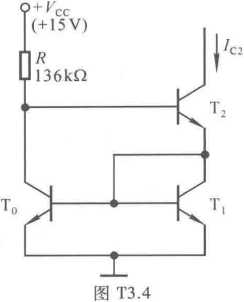 +V_CC
(+15V)
R
136kΩ
I_C2
T_2
T_0
T_1
图 T3.4